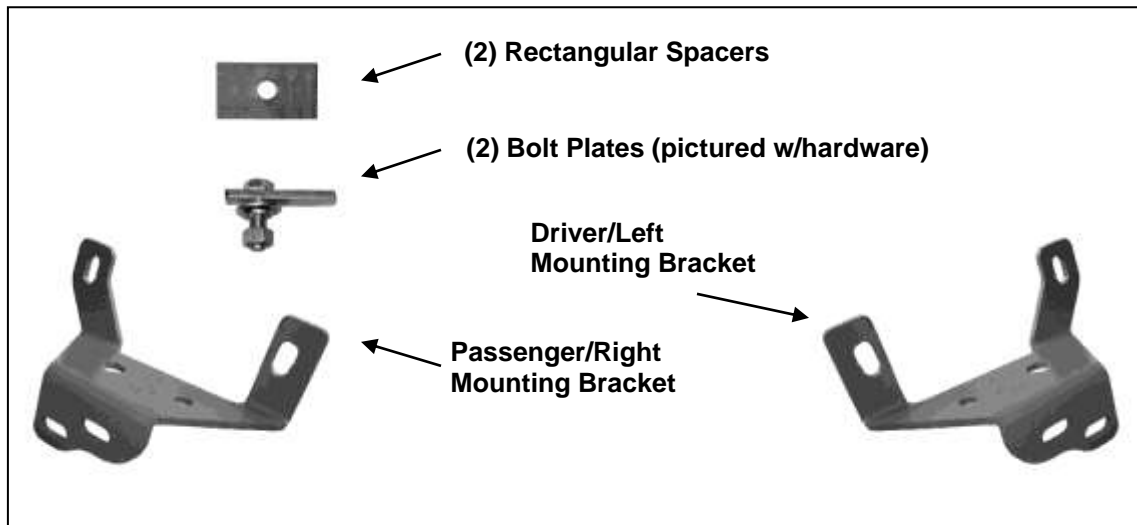 (2) Rectangular Spacers
(2) Bolt Plates (pictured w/hardware)
Driver/Left
Mounting Bracket
Passenger/Right
Mounting Bracket